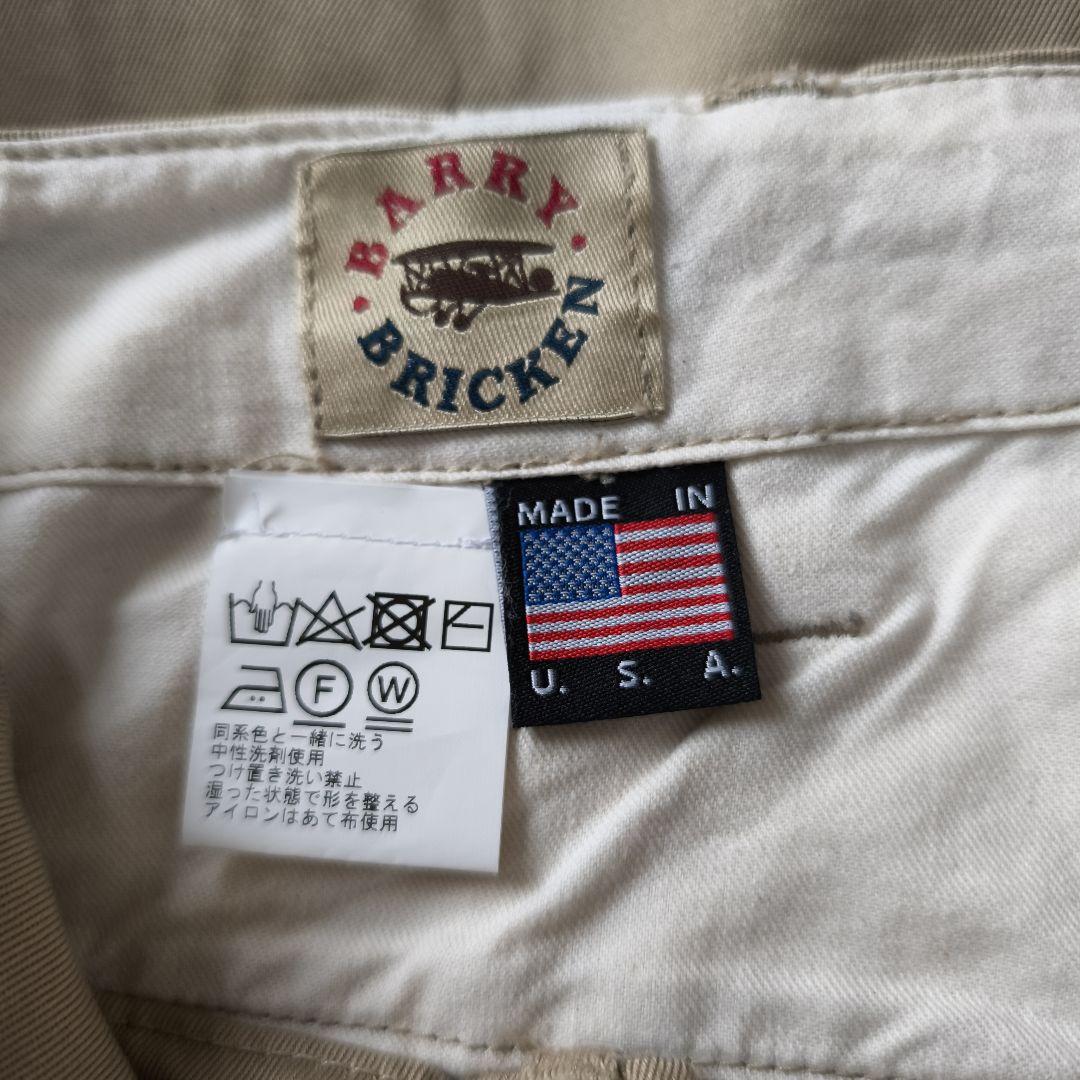 BARRY
BRICKEN
MADE IN
U. S. A.
F W
同系色と一緒に洗う
中性洗剤使用
つけ置き洗い禁止
湿った状態で形を整える
アイロンはあて布使用